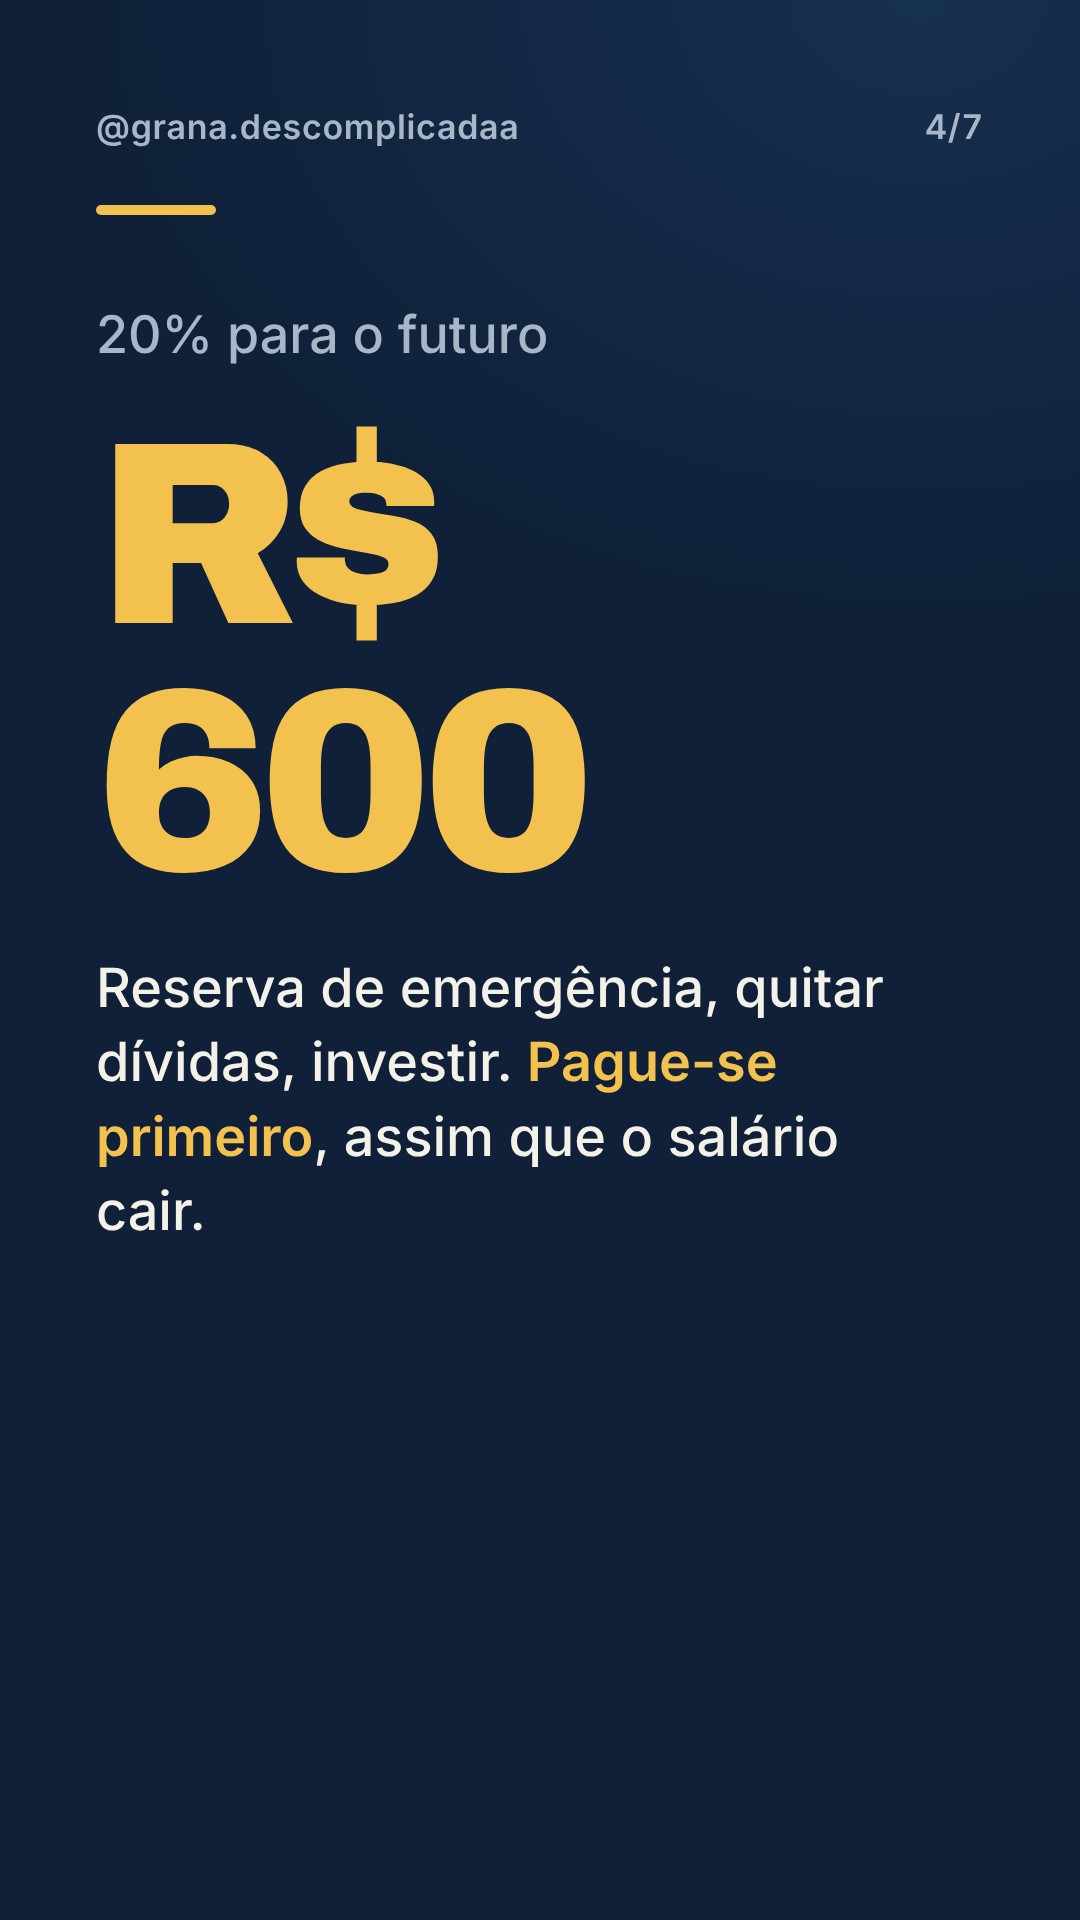 @grana.descomplicadaa
4/7
20% para o futuro
R$
600
Reserva de emergência, quitar
dívidas, investir. Pague-se
primeiro, assim que o salário
cair.